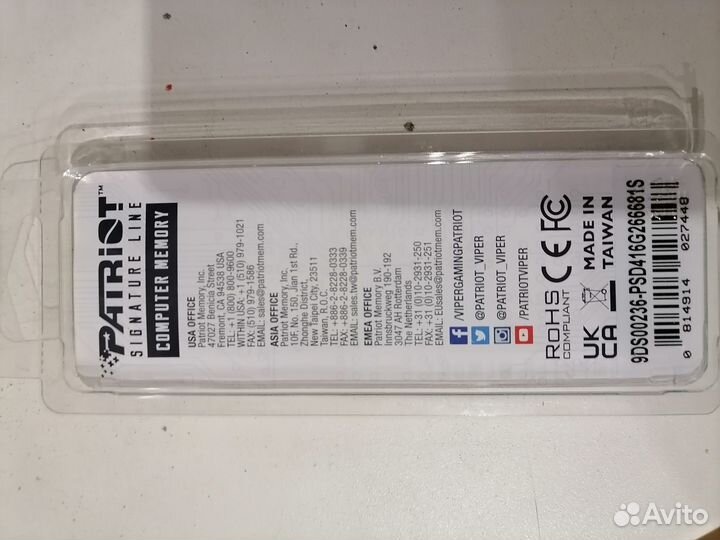 PATRIOT™
SIGNATURE LINE
COMPUTER MEMORY
USA OFFICE
Patriot Memory Inc.
47027 Benicia Street
Fremont, CA 94538 USA
TEL: +1 (800) 800-9600
WITHIN USA: +1 (510) 979-1021
FAX: (510) 979-1586
EMAIL: sales@patriotmem.com
ASIA OFFICE
Patriot Memory, Inc.
10F, No. 150, Jian 1st Rd.,
Zhonghe District,
New Taipei City, 23511
Taiwan, R.O.C.
TEL: +886-2-8228-0333
FAX: +886-2-8228-0339
EMAIL: sales.tw@patriotmem.com
EMEA OFFICE
Patriot Memory B.V.
Innsbruckweg 190-192
3047 AH Rotterdam
The Netherlands
TEL: +31 (0)10-2931-250
FAX: +31 (0)10-2931-251
EMAIL: EUsales@patriotmem.com
/VIPERGAMINGPATRIOT
@PATRIOT_VIPER
@PATRIOT_VIPER
/PATRIOTVIPER
ROHS
COMPLIANT
CE FC
UK
CA
MADE IN
TAIWAN
9DS00236-PSD416G266681S
0 814914 027448
Avito